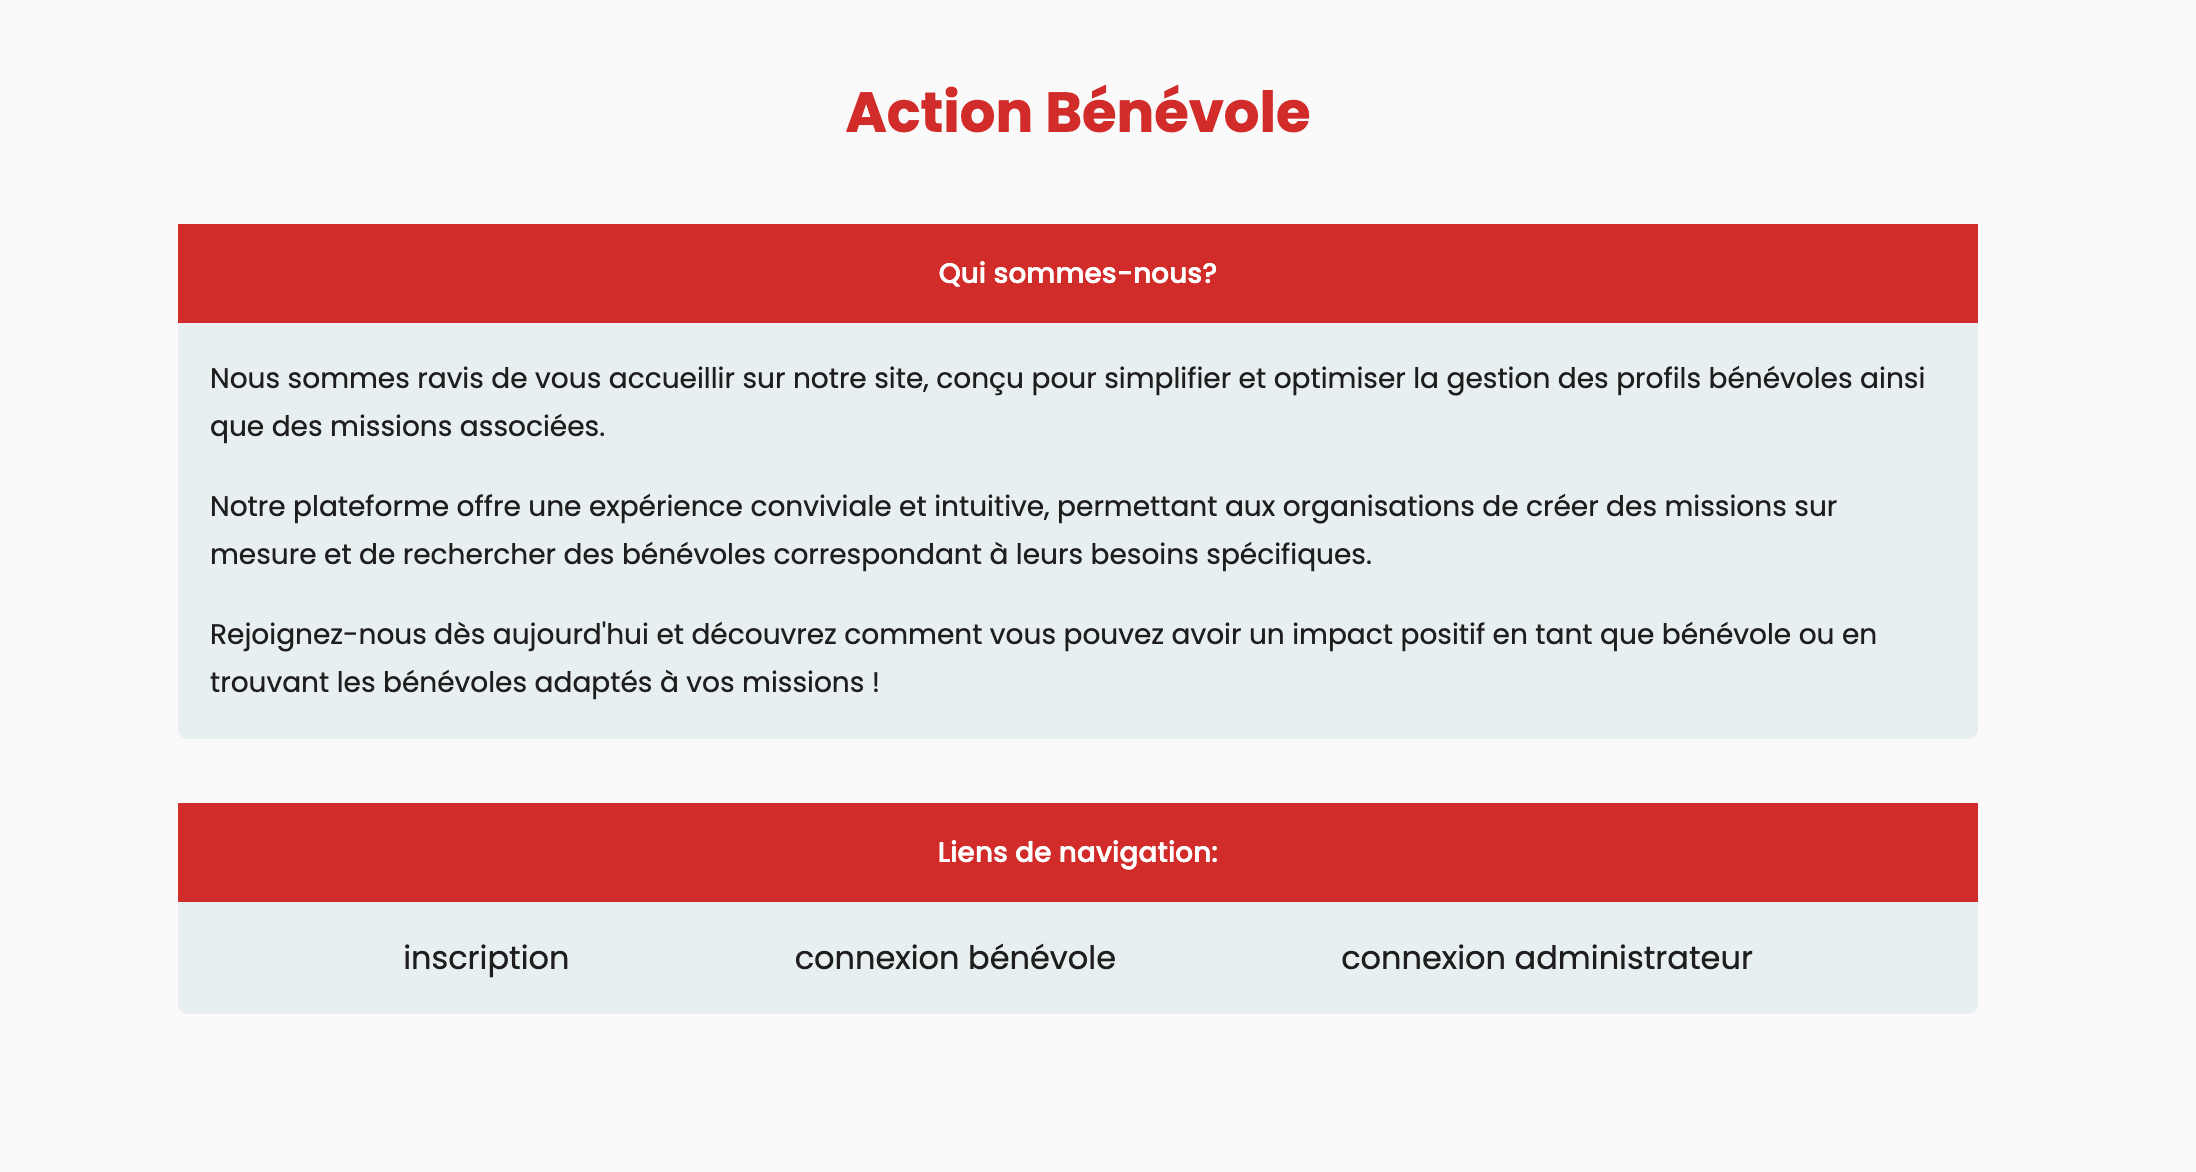 Action Bénévole
Qui sommes-nous?
Nous sommes ravis de vous accueillir sur notre site, conçu pour simplifier et optimiser la gestion des profils bénévoles ainsi
que des missions associées.
Notre plateforme offre une expérience conviviale et intuitive, permettant aux organisations de créer des missions sur
mesure et de rechercher des bénévoles correspondant à leurs besoins spécifiques.
Rejoignez-nous dès aujourd'hui et découvrez comment vous pouvez avoir un impact positif en tant que bénévole ou en
trouvant les bénévoles adaptés à vos missions !
Liens de navigation:
inscription connexion bénévole connexion administrateur